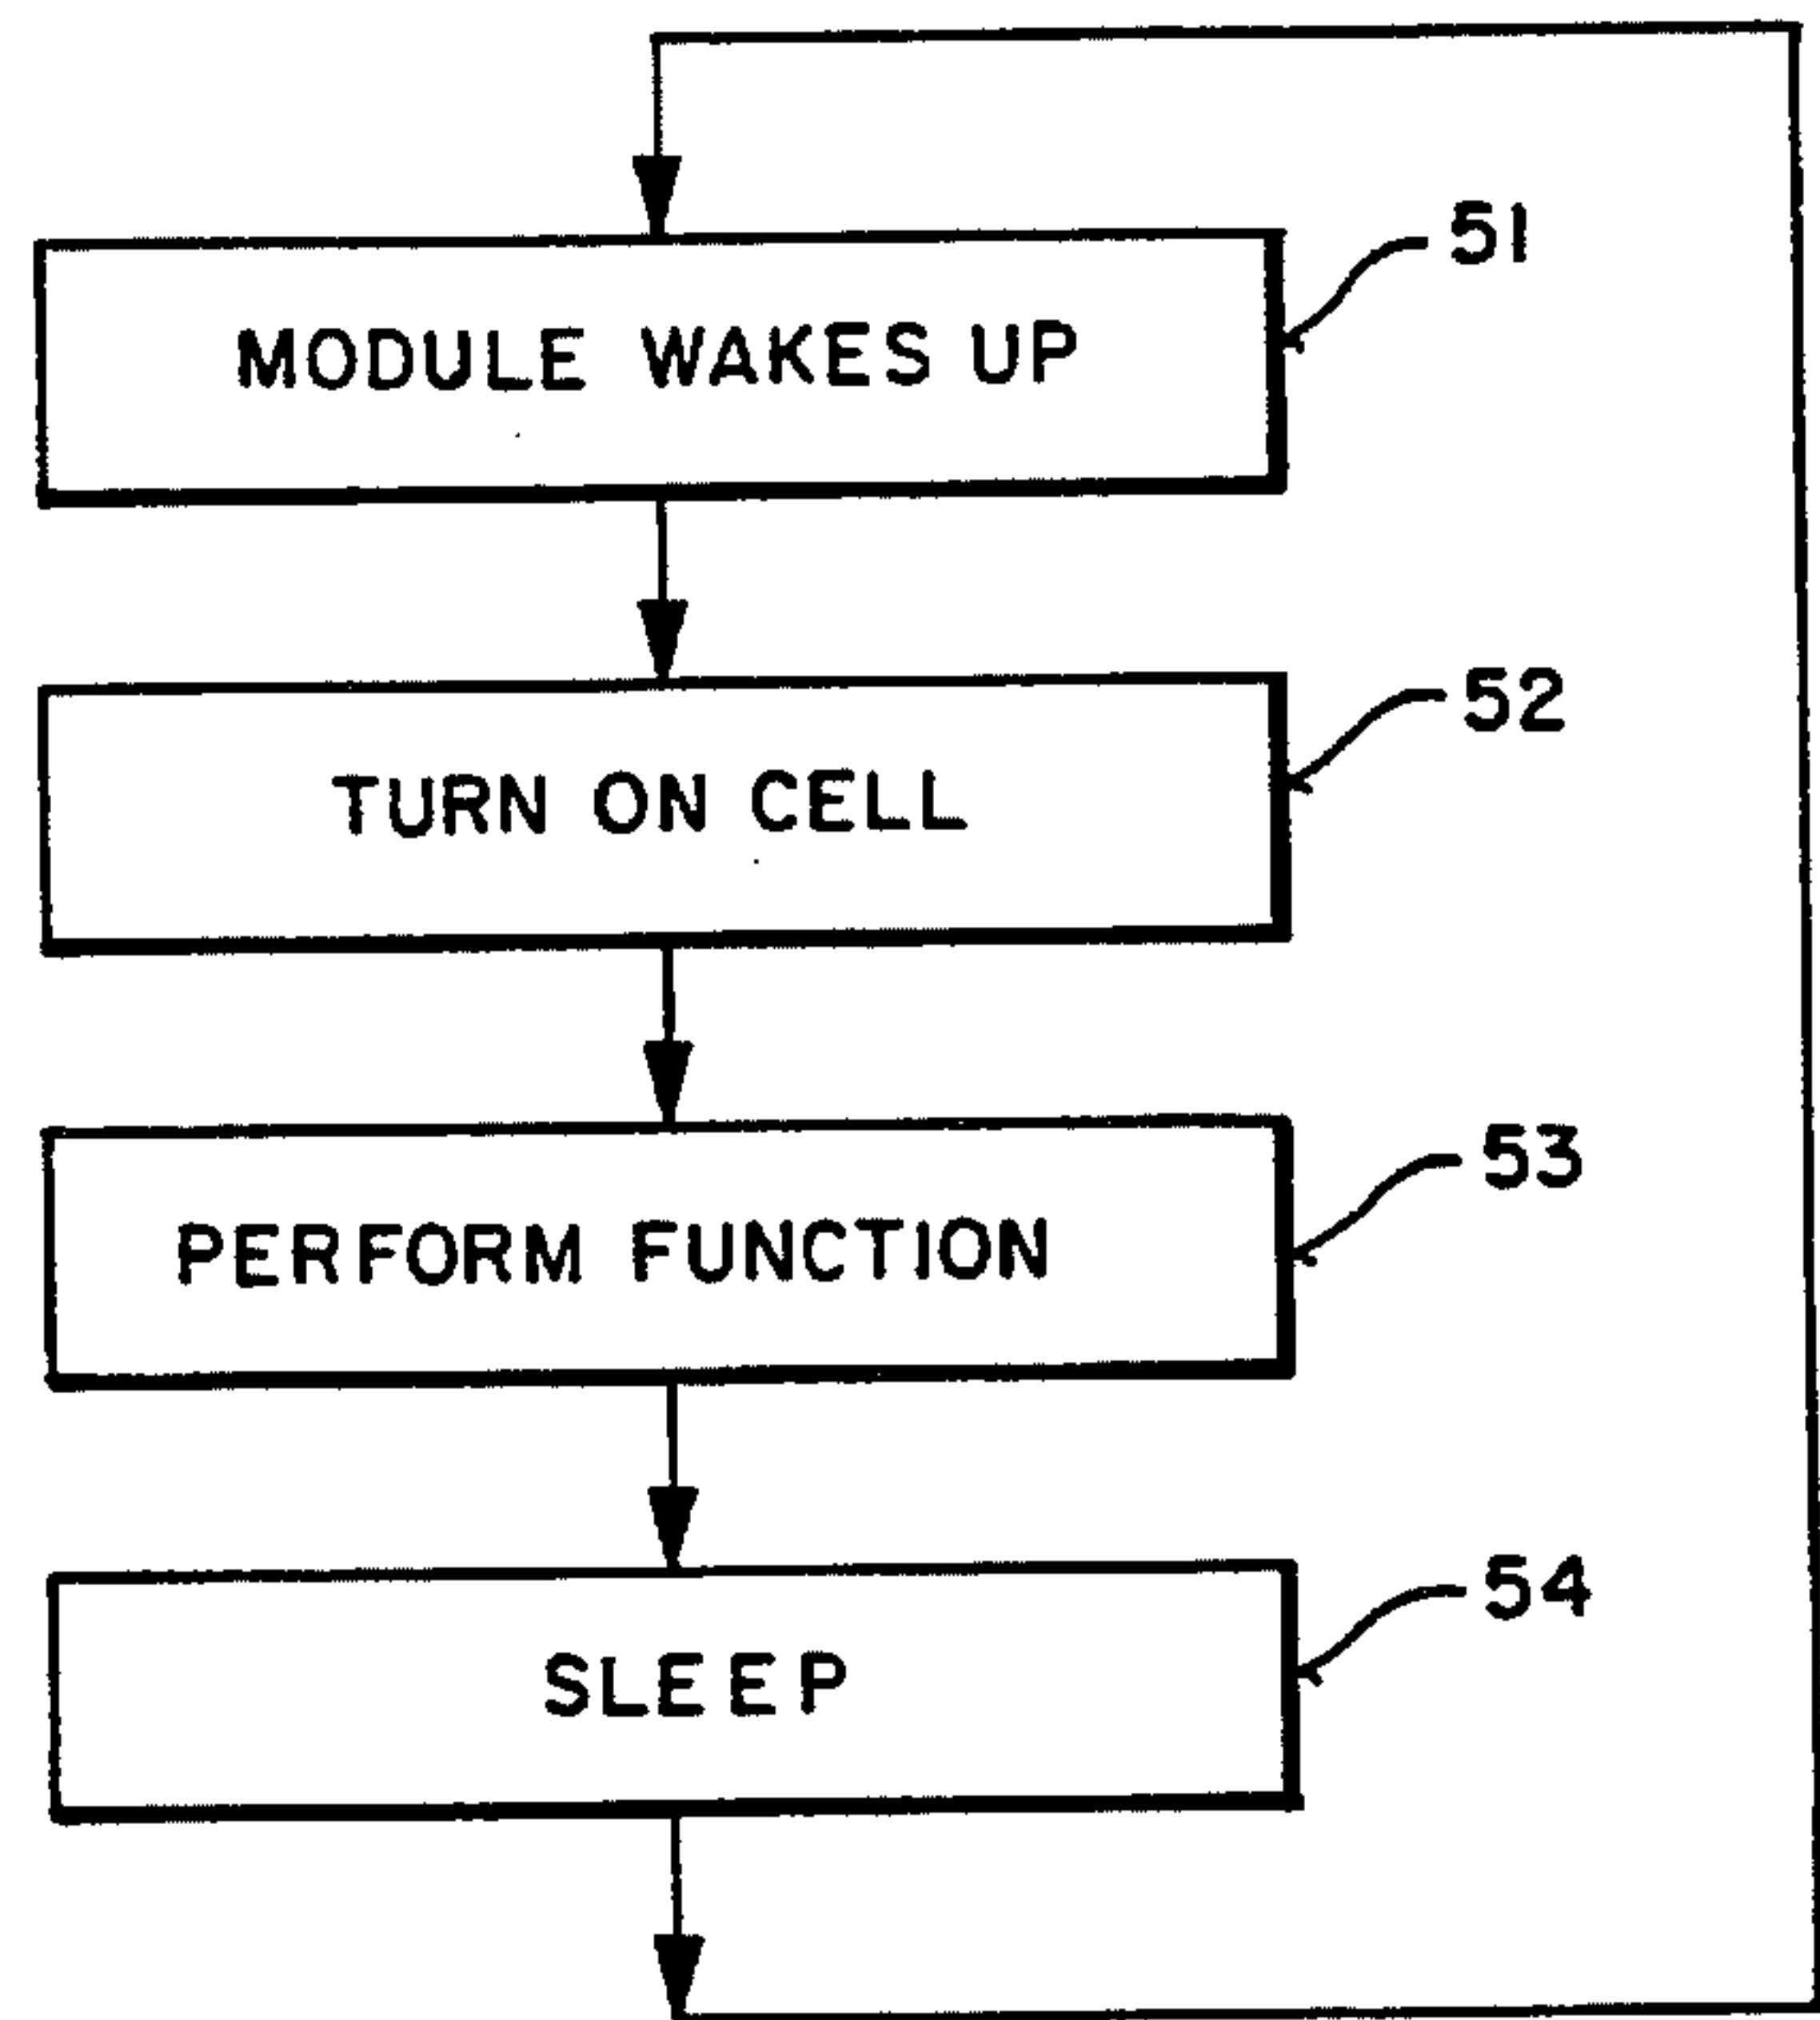 51
MODULE WAKES UP
52
TURN ON CELL
53
PERFORM FUNCTION
54
SLEEP